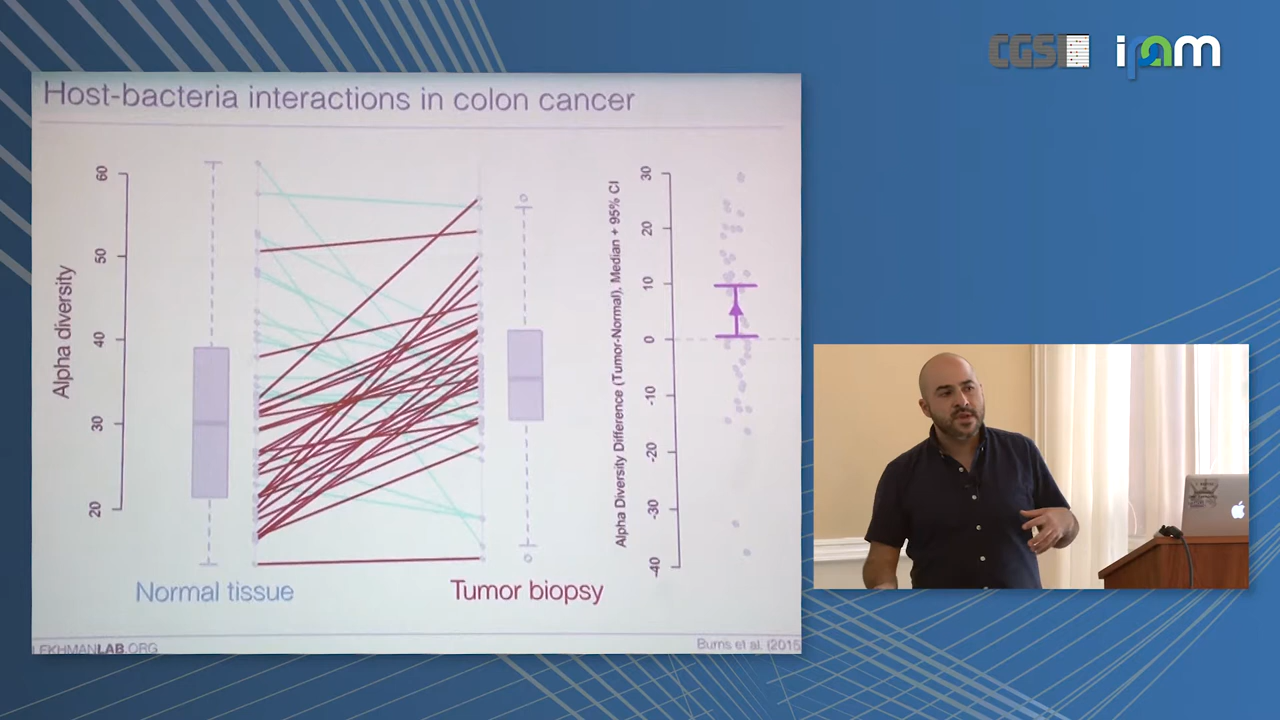 CGSI
ipam
Host-bacteria interactions in colon cancer
Alpha diversity
60
50
40
30
20
Alpha Diversity Difference (Tumor-Normal), Median + 95% CI
30
20
10
0
-10
-20
-30
-40
Normal tissue
Tumor biopsy
LEKHMANLAB.ORG
Burns et al. (2015